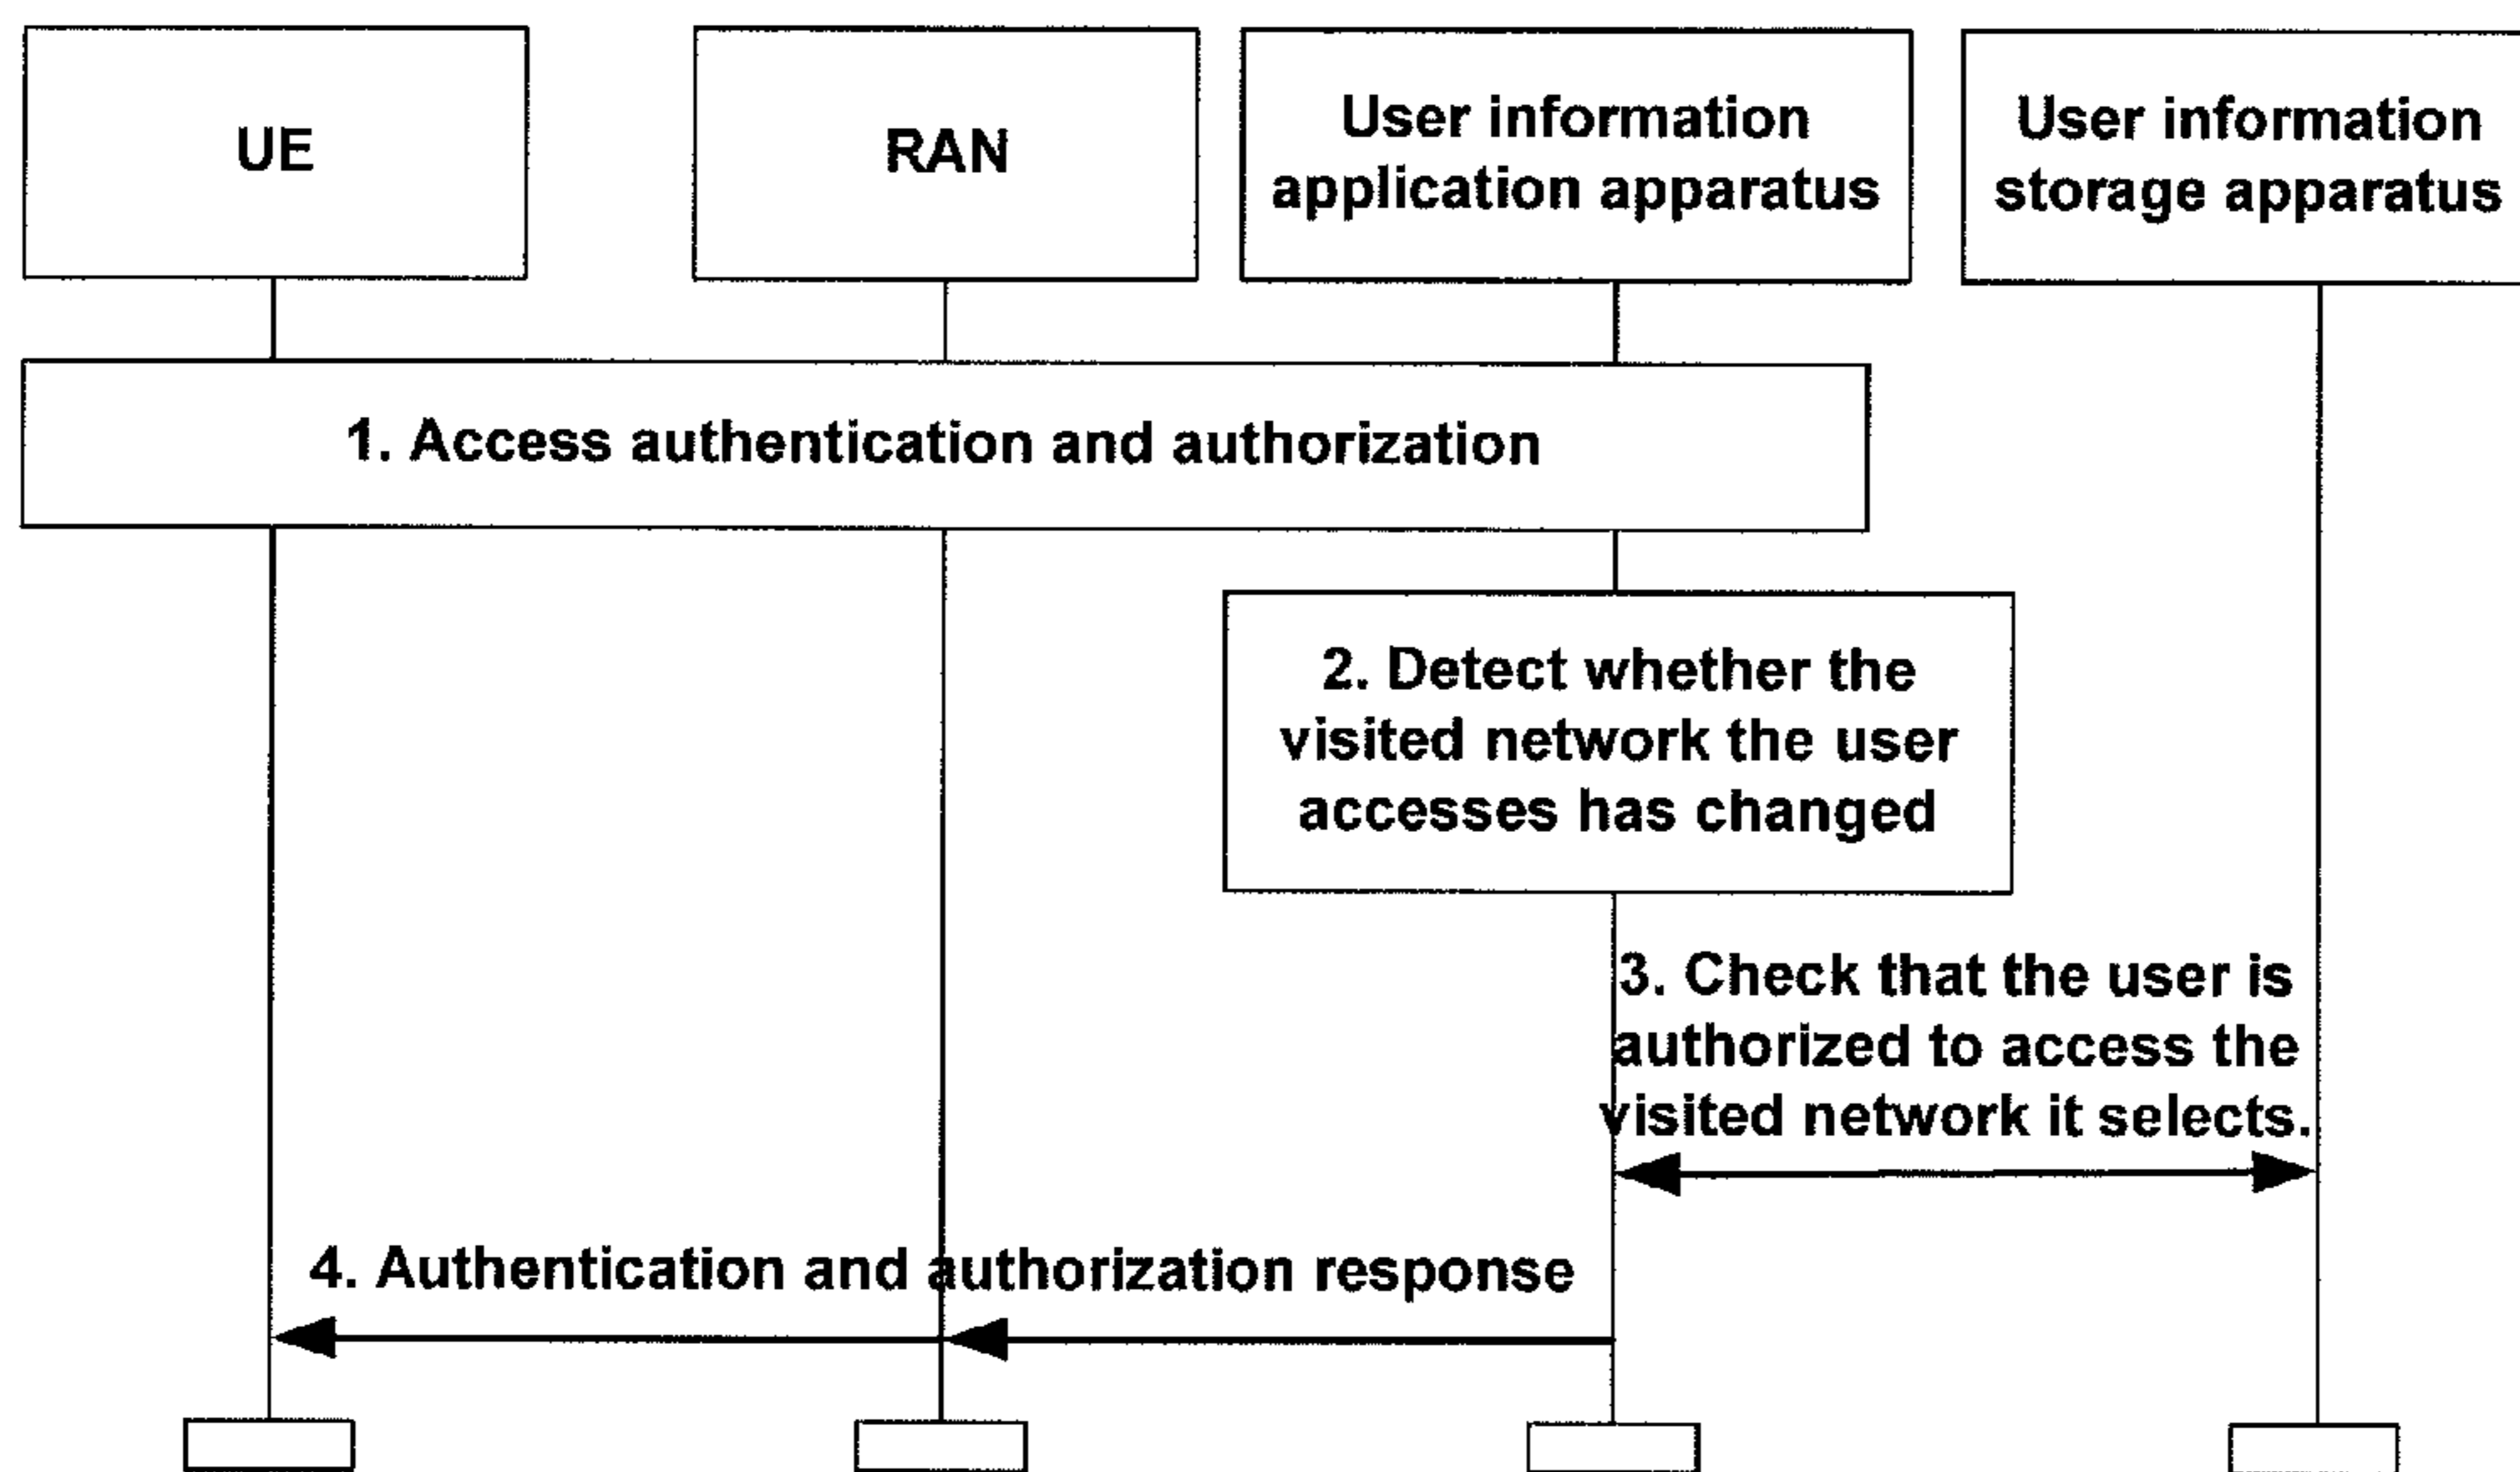 UE
RAN
User information
application apparatus
User information
storage apparatus
1. Access authentication and authorization
2. Detect whether the
visited network the user
accesses has changed
3. Check that the user is
authorized to access the
visited network it selects.
4. Authentication and authorization response